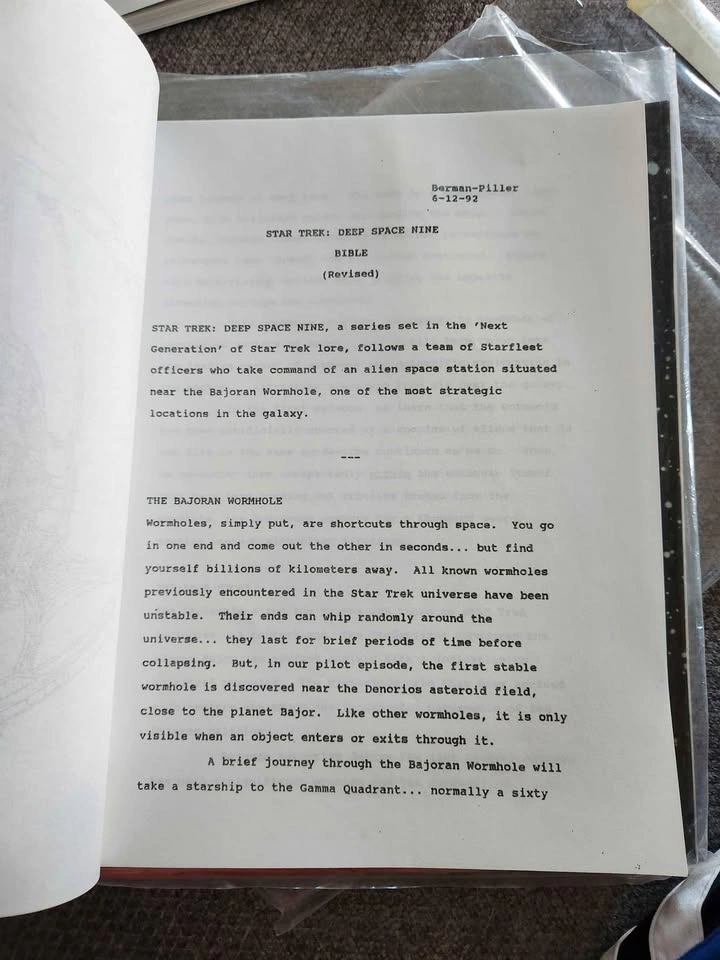 Berman-Piller
6-12-92
STAR TREK: DEEP SPACE NINE
BIBLE
(Revised)
STAR TREK: DEEP SPACE NINE, a series set in the 'Next
Generation' of Star Trek lore, follows a team of Starfleet
officers who take command of an alien space station situated
near the Bajoran Wormhole, one of the most strategic
locations in the galaxy.
---
THE BAJORAN WORMHOLE
Wormholes, simply put, are shortcuts through space. You go
in one end and come out the other in seconds... but find
yourself billions of kilometers away. All known wormholes
previously encountered in the Star Trek universe have been
unstable. Their ends can whip randomly around the
universe... they last for brief periods of time before
collapsing. But, in our pilot episode, the first stable
wormhole is discovered near the Denorios asteroid field,
close to the planet Bajor. Like other wormholes, it is only
visible when an object enters or exits through it.
A brief journey through the Bajoran Wormhole will
take a starship to the Gamma Quadrant... normally a sixty